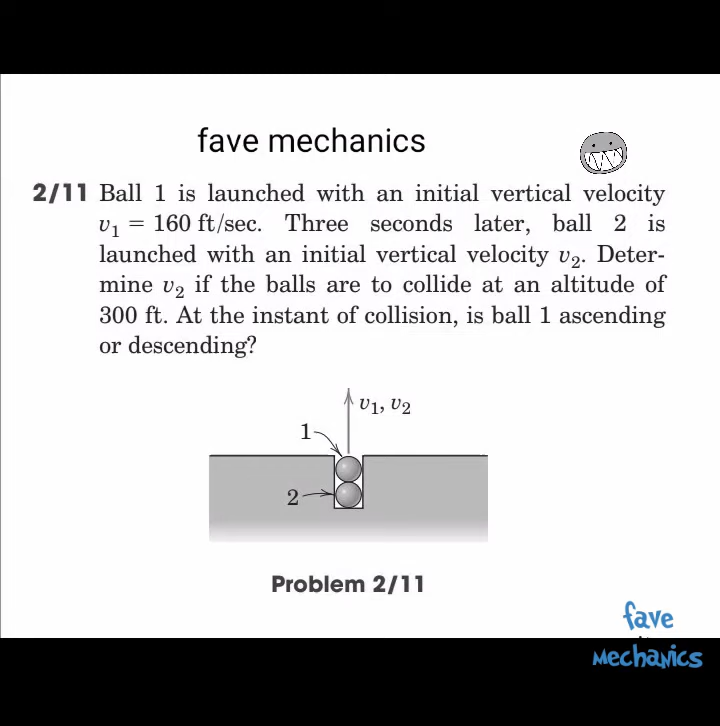 fave mechanics
2/11 Ball 1 is launched with an initial vertical velocity
v₁ = 160 ft/sec. Three seconds later, ball 2 is
launched with an initial vertical velocity v₂. Deter-
mine v₂ if the balls are to collide at an altitude of
300 ft. At the instant of collision, is ball 1 ascending
or descending?
v₁, v₂
1
2
Problem 2/11
fave
Mechanics